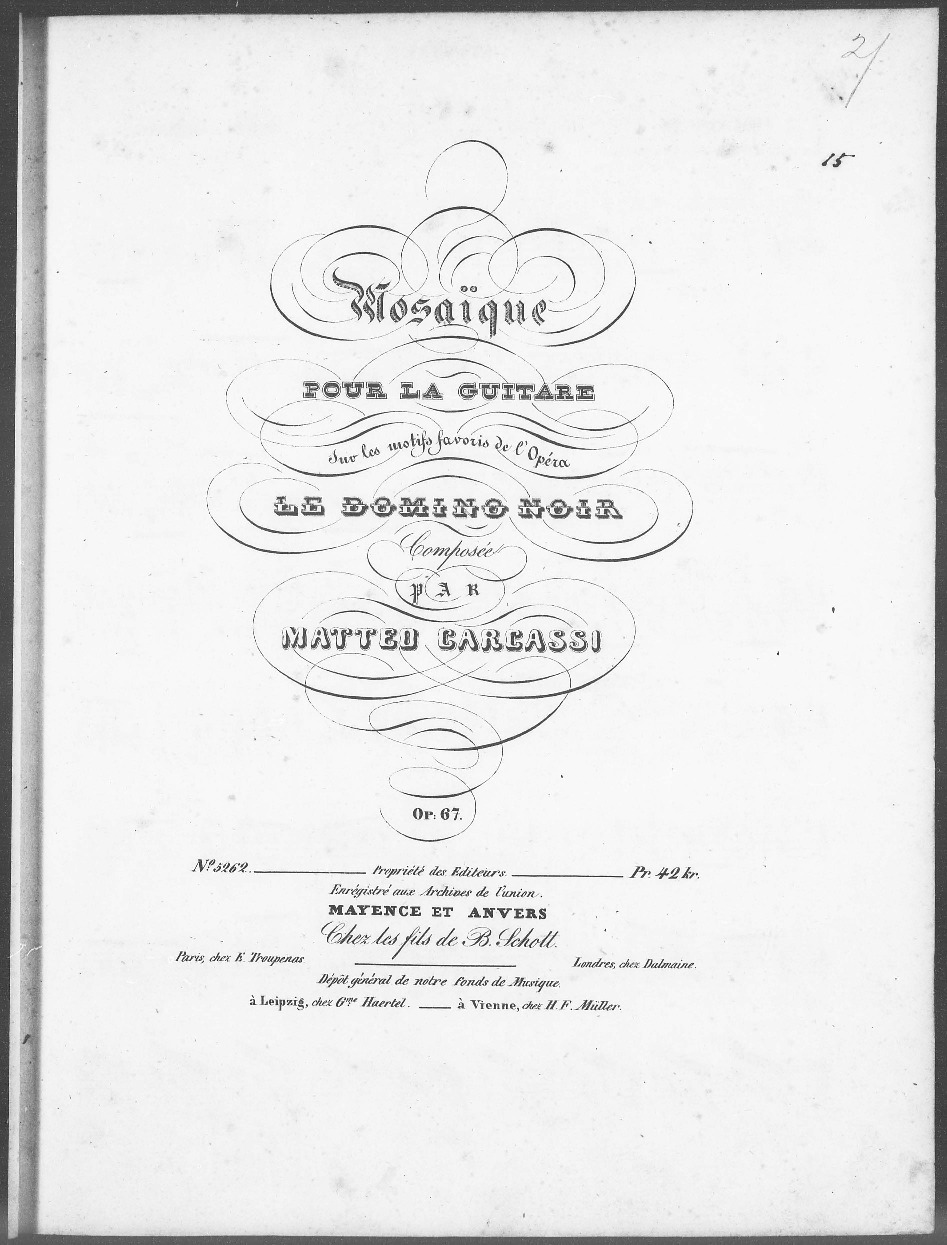 2/
15
Mosaïque
POUR LA GUITARE
Sur les motifs favoris de l'Opéra
LE DOMINO NOIR
Composée
PAR
MATTEO CARCASSI
Op: 67.
Nº 5262. Propriété des Editeurs. Pr. 42 kr.
Enrégistré aux Archives de l'union.
MAYENCE ET ANVERS
Chez les fils de B. Schott.
Paris, chez E. Troupenas Londres, chez Dalmaine.
Dépôt général de notre fonds de Musique.
à Leipzig, chez Gme Haertel. à Vienne, chez H. F. Müller.